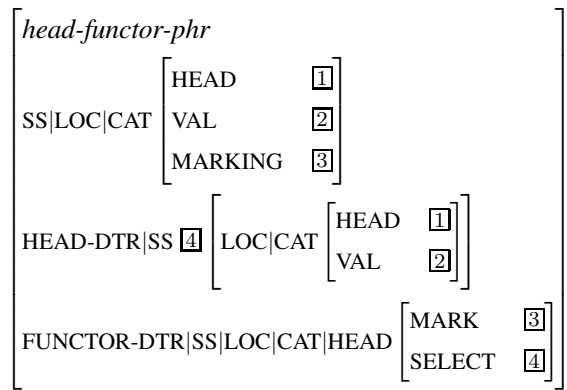 head-functor-phr
HEAD 1
SS|LOC|CAT VAL 2
MARKING 3
HEAD 1
HEAD-DTR|SS 4 LOC|CAT
VAL 2
MARK 3
FUNCTOR-DTR|SS|LOC|CAT|HEAD
SELECT 4